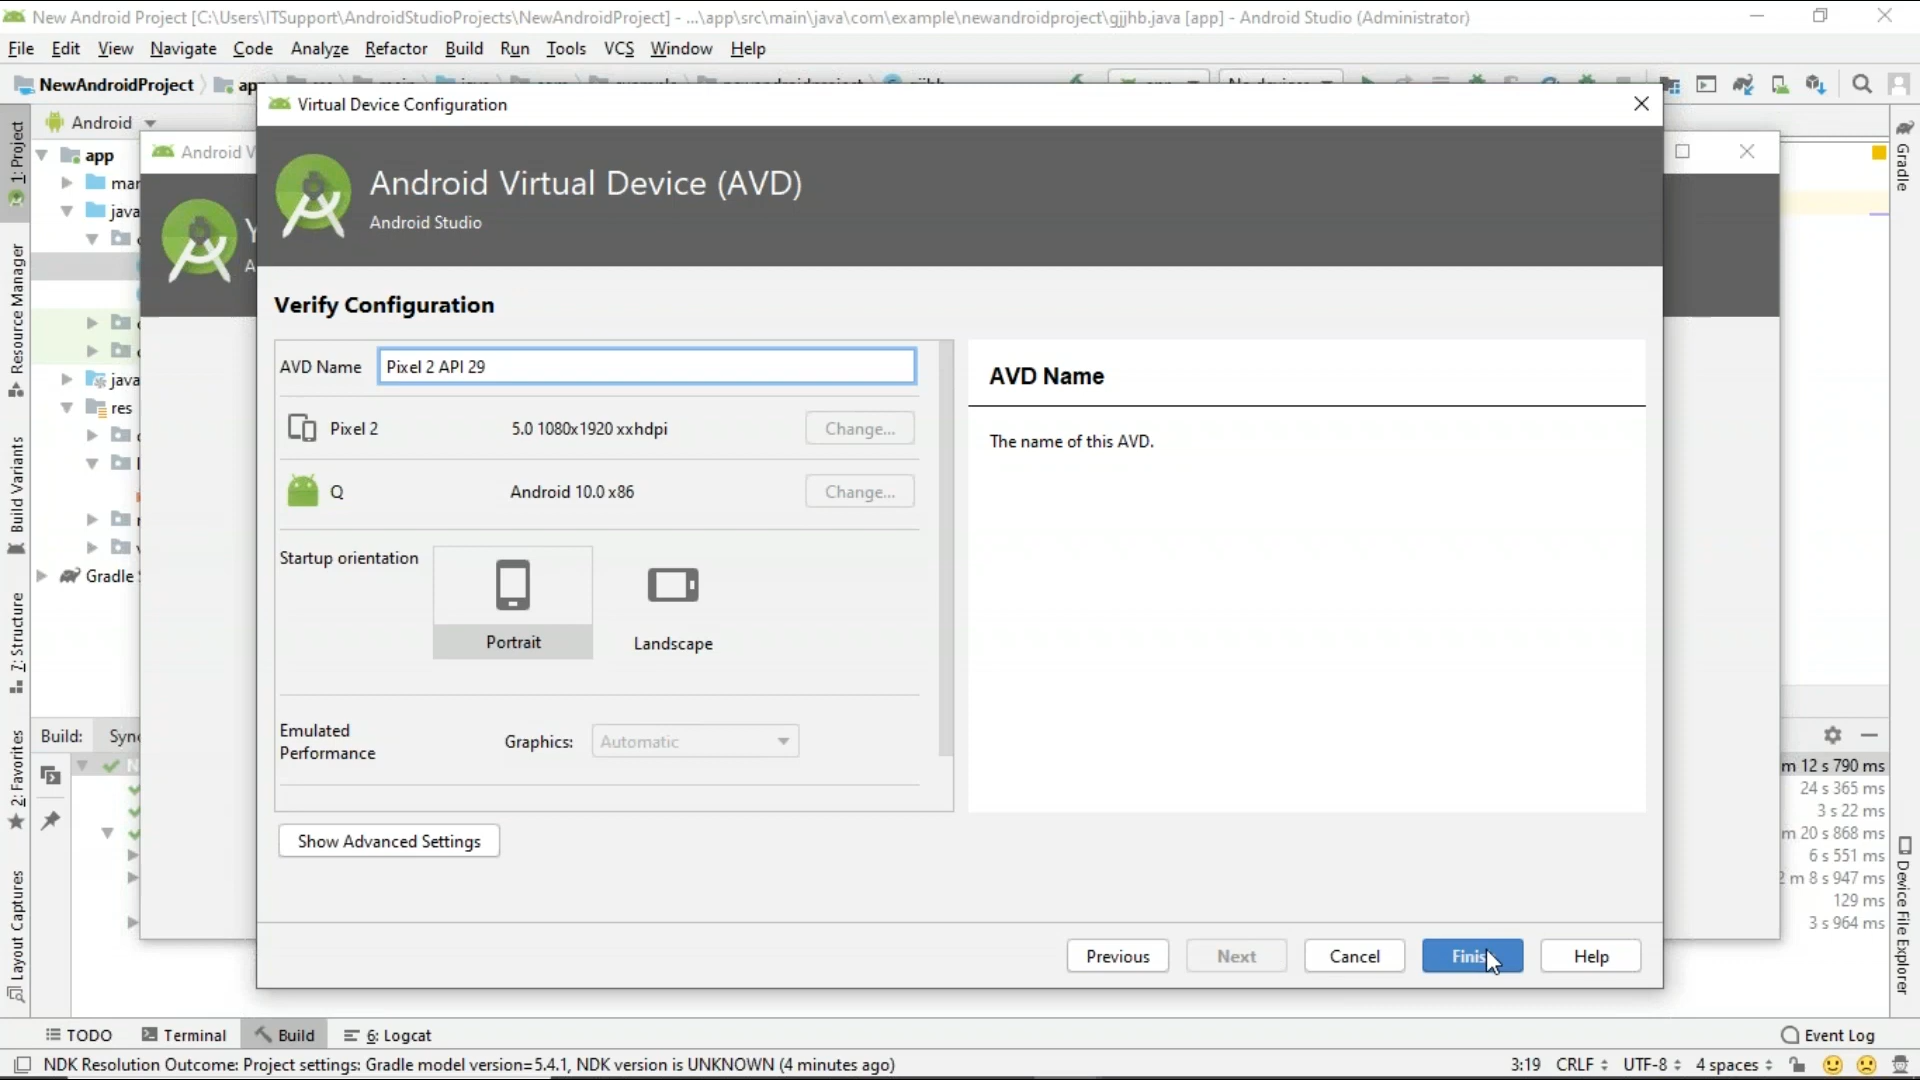 New Android Project [C:\Users\ITSupport\AndroidStudioProjects\NewAndroidProject] - ...\app\src\main\java\com\example\newandroidproject\gjjhb.java [app] - Android Studio (Administrator)
File Edit View Navigate Code Analyze Refactor Build Run Tools VCS Window Help
NewAndroidProject
Virtual Device Configuration
Android
Android Virtual Device (AVD)
Android Studio
Verify Configuration
AVD Name Pixel 2 API 29
Pixel 2 5.0 1080x1920 xxhdpi Change...
Q Android 10.0 x86 Change...
Startup orientation
Portrait
Landscape
Emulated
Performance
Graphics: Automatic
Show Advanced Settings
AVD Name
The name of this AVD.
Previous Next Cancel Help
app
java
java
res
Gradle
1: Project
Resource Manager
Build Variants
7: Structure
2: Favorites
Layout Captures
Gradle
Device File Explorer
Build:
m 12 s 790 ms
24 s 365 ms
3 s 22 ms
m 20 s 868 ms
6 s 551 ms
2 m 8 s 947 ms
129 ms
3 s 964 ms
TODO Terminal Build 6: Logcat Event Log
NDK Resolution Outcome: Project settings: Gradle model version=5.4.1, NDK version is UNKNOWN (4 minutes ago) 3:19 CRLF UTF-8 4 spaces